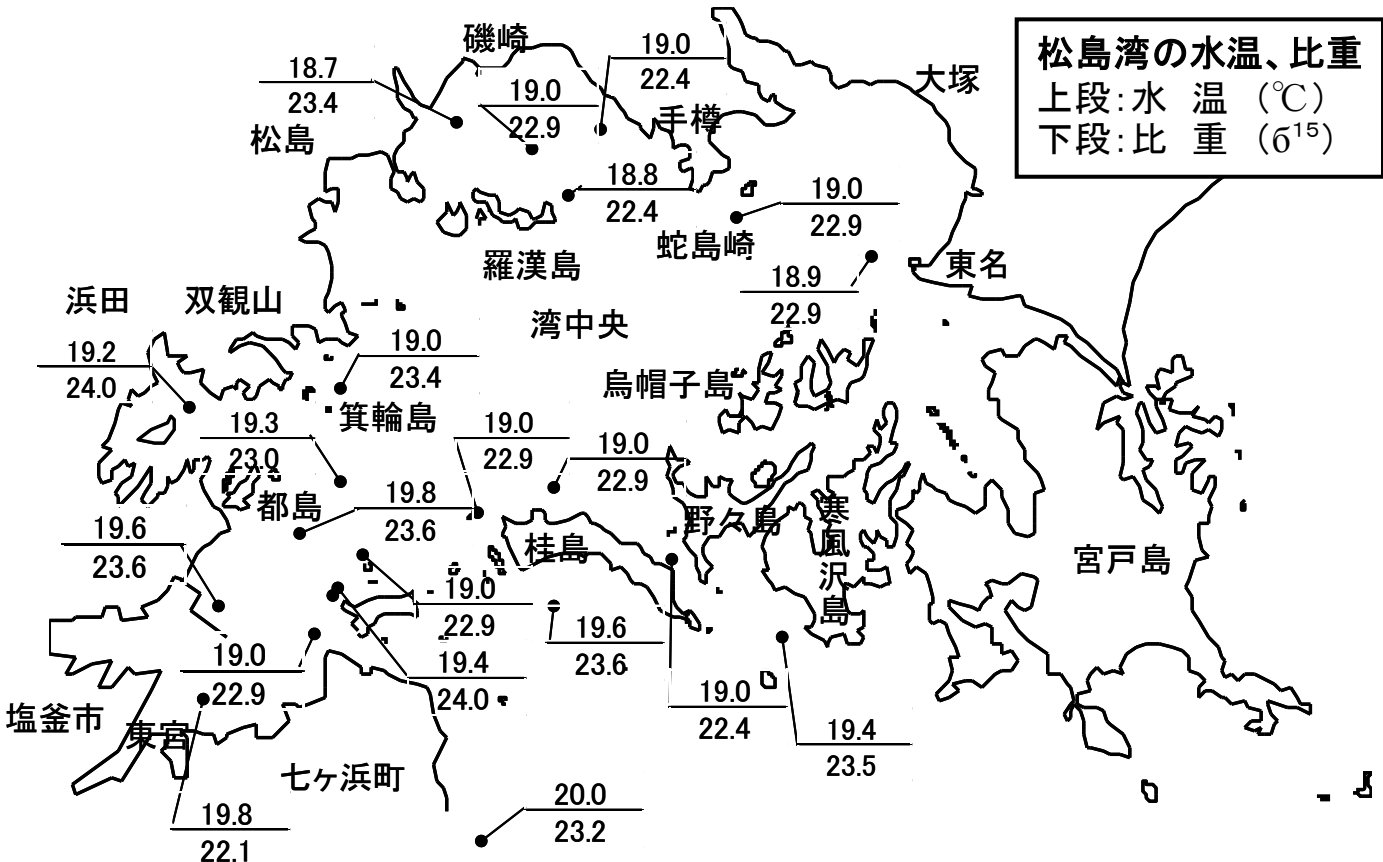 松島湾の水温、比重
上段：水 温 （℃）
下段：比 重 （б¹⁵）
磯崎
19.0
22.4
大塚
18.7
23.4
19.0
22.9
手樽
松島
18.8
22.4
19.0
22.9
蛇島崎
羅漢島
東名
18.9
22.9
浜田
双観山
湾中央
19.2
24.0
19.0
23.4
烏帽子島
箕輪島
19.3
23.0
19.0
22.9
19.0
22.9
都島
19.8
23.6
野々島
寒風沢島
19.6
23.6
桂島
宮戸島
19.0
22.9
19.6
23.6
19.0
22.9
19.4
24.0
19.0
22.4
塩釜市
東宮
19.4
23.5
七ヶ浜町
19.8
22.1
20.0
23.2